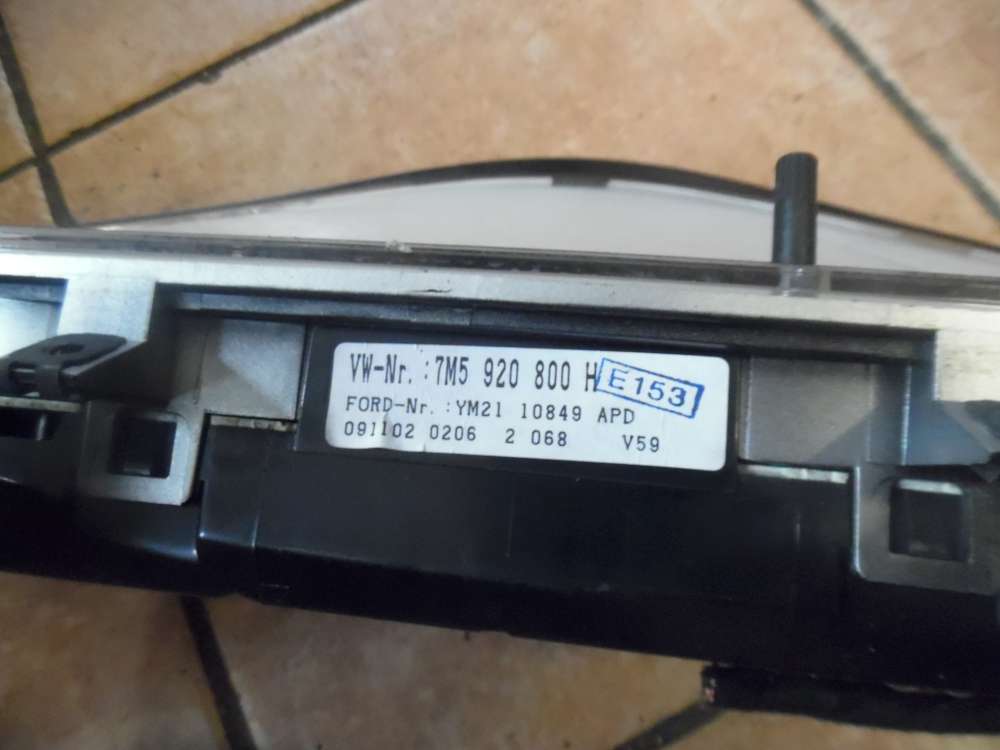 VW-Nr. :7M5 920 800 H E153
FORD-Nr. :YM21 10849 APD
091102 0206 2 068 V59